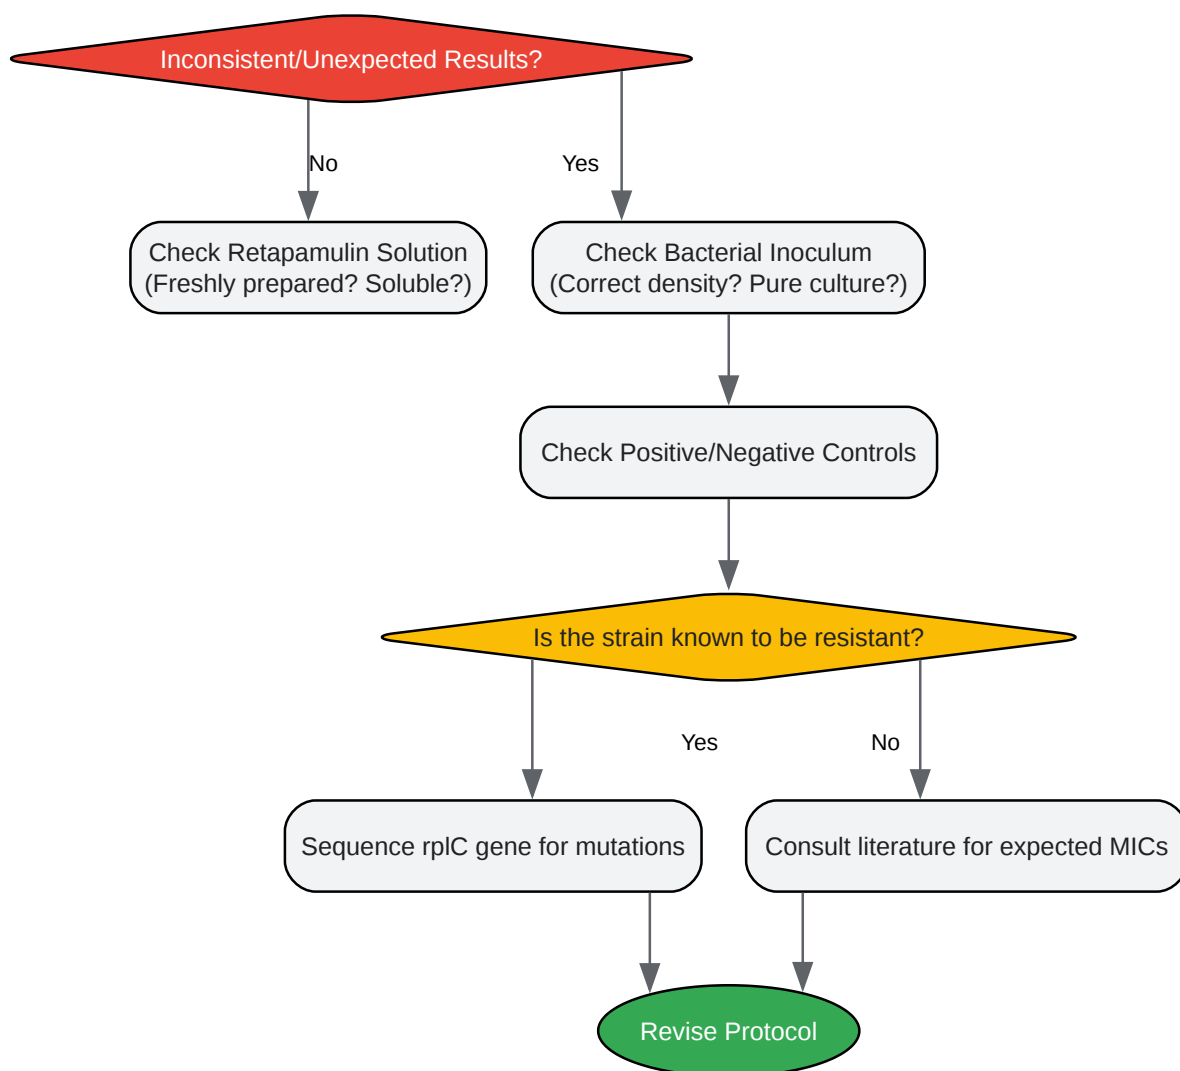 Inconsistent/Unexpected Results?
No
Yes
Check Retapamulin Solution
(Freshly prepared? Soluble?)
Check Bacterial Inoculum
(Correct density? Pure culture?)
Check Positive/Negative Controls
Is the strain known to be resistant?
Yes
No
Sequence rplC gene for mutations
Consult literature for expected MICs
Revise Protocol